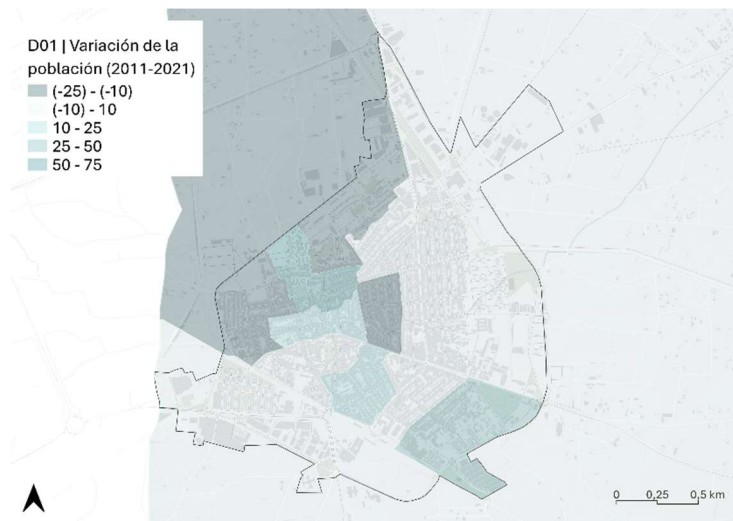 D01 | Variación de la
población (2011-2021)
(-25) - (-10)
(-10) - 10
10 - 25
25 - 50
50 - 75
0 0,25 0,5 km